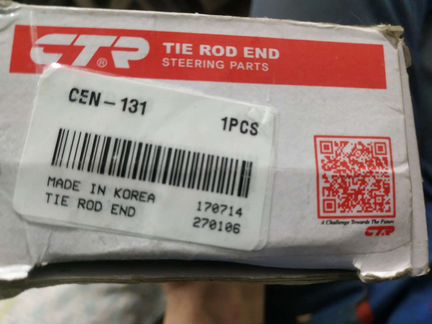 CTR ® TIE ROD END
STEERING PARTS
CEN-131
1PCS
MADE IN KOREA 170714
TIE ROD END 270106
A Challenge Towards The Future
CTR